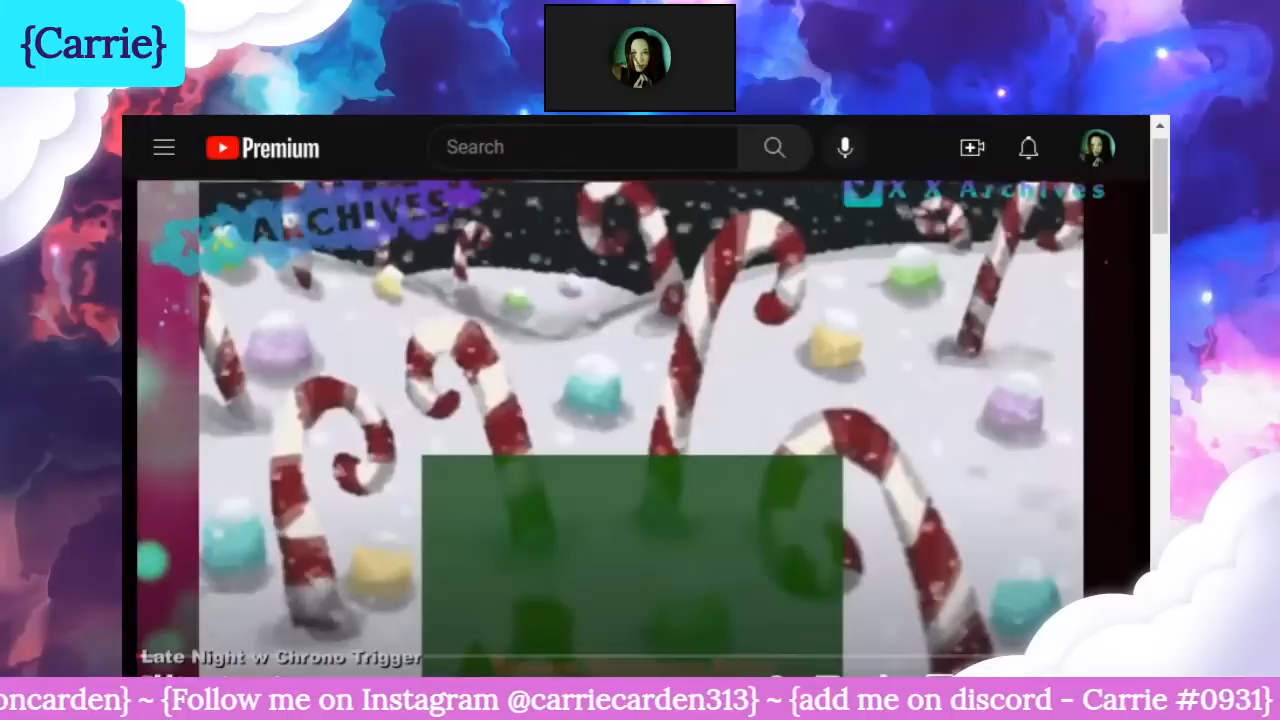 {Carrie}
Premium
Search
XX ARCHIVES
X X Archives
Late Night w Chrono Trigger
oncarden} ~ {Follow me on Instagram @carriecarden313} ~ {add me on discord - Carrie #0931}